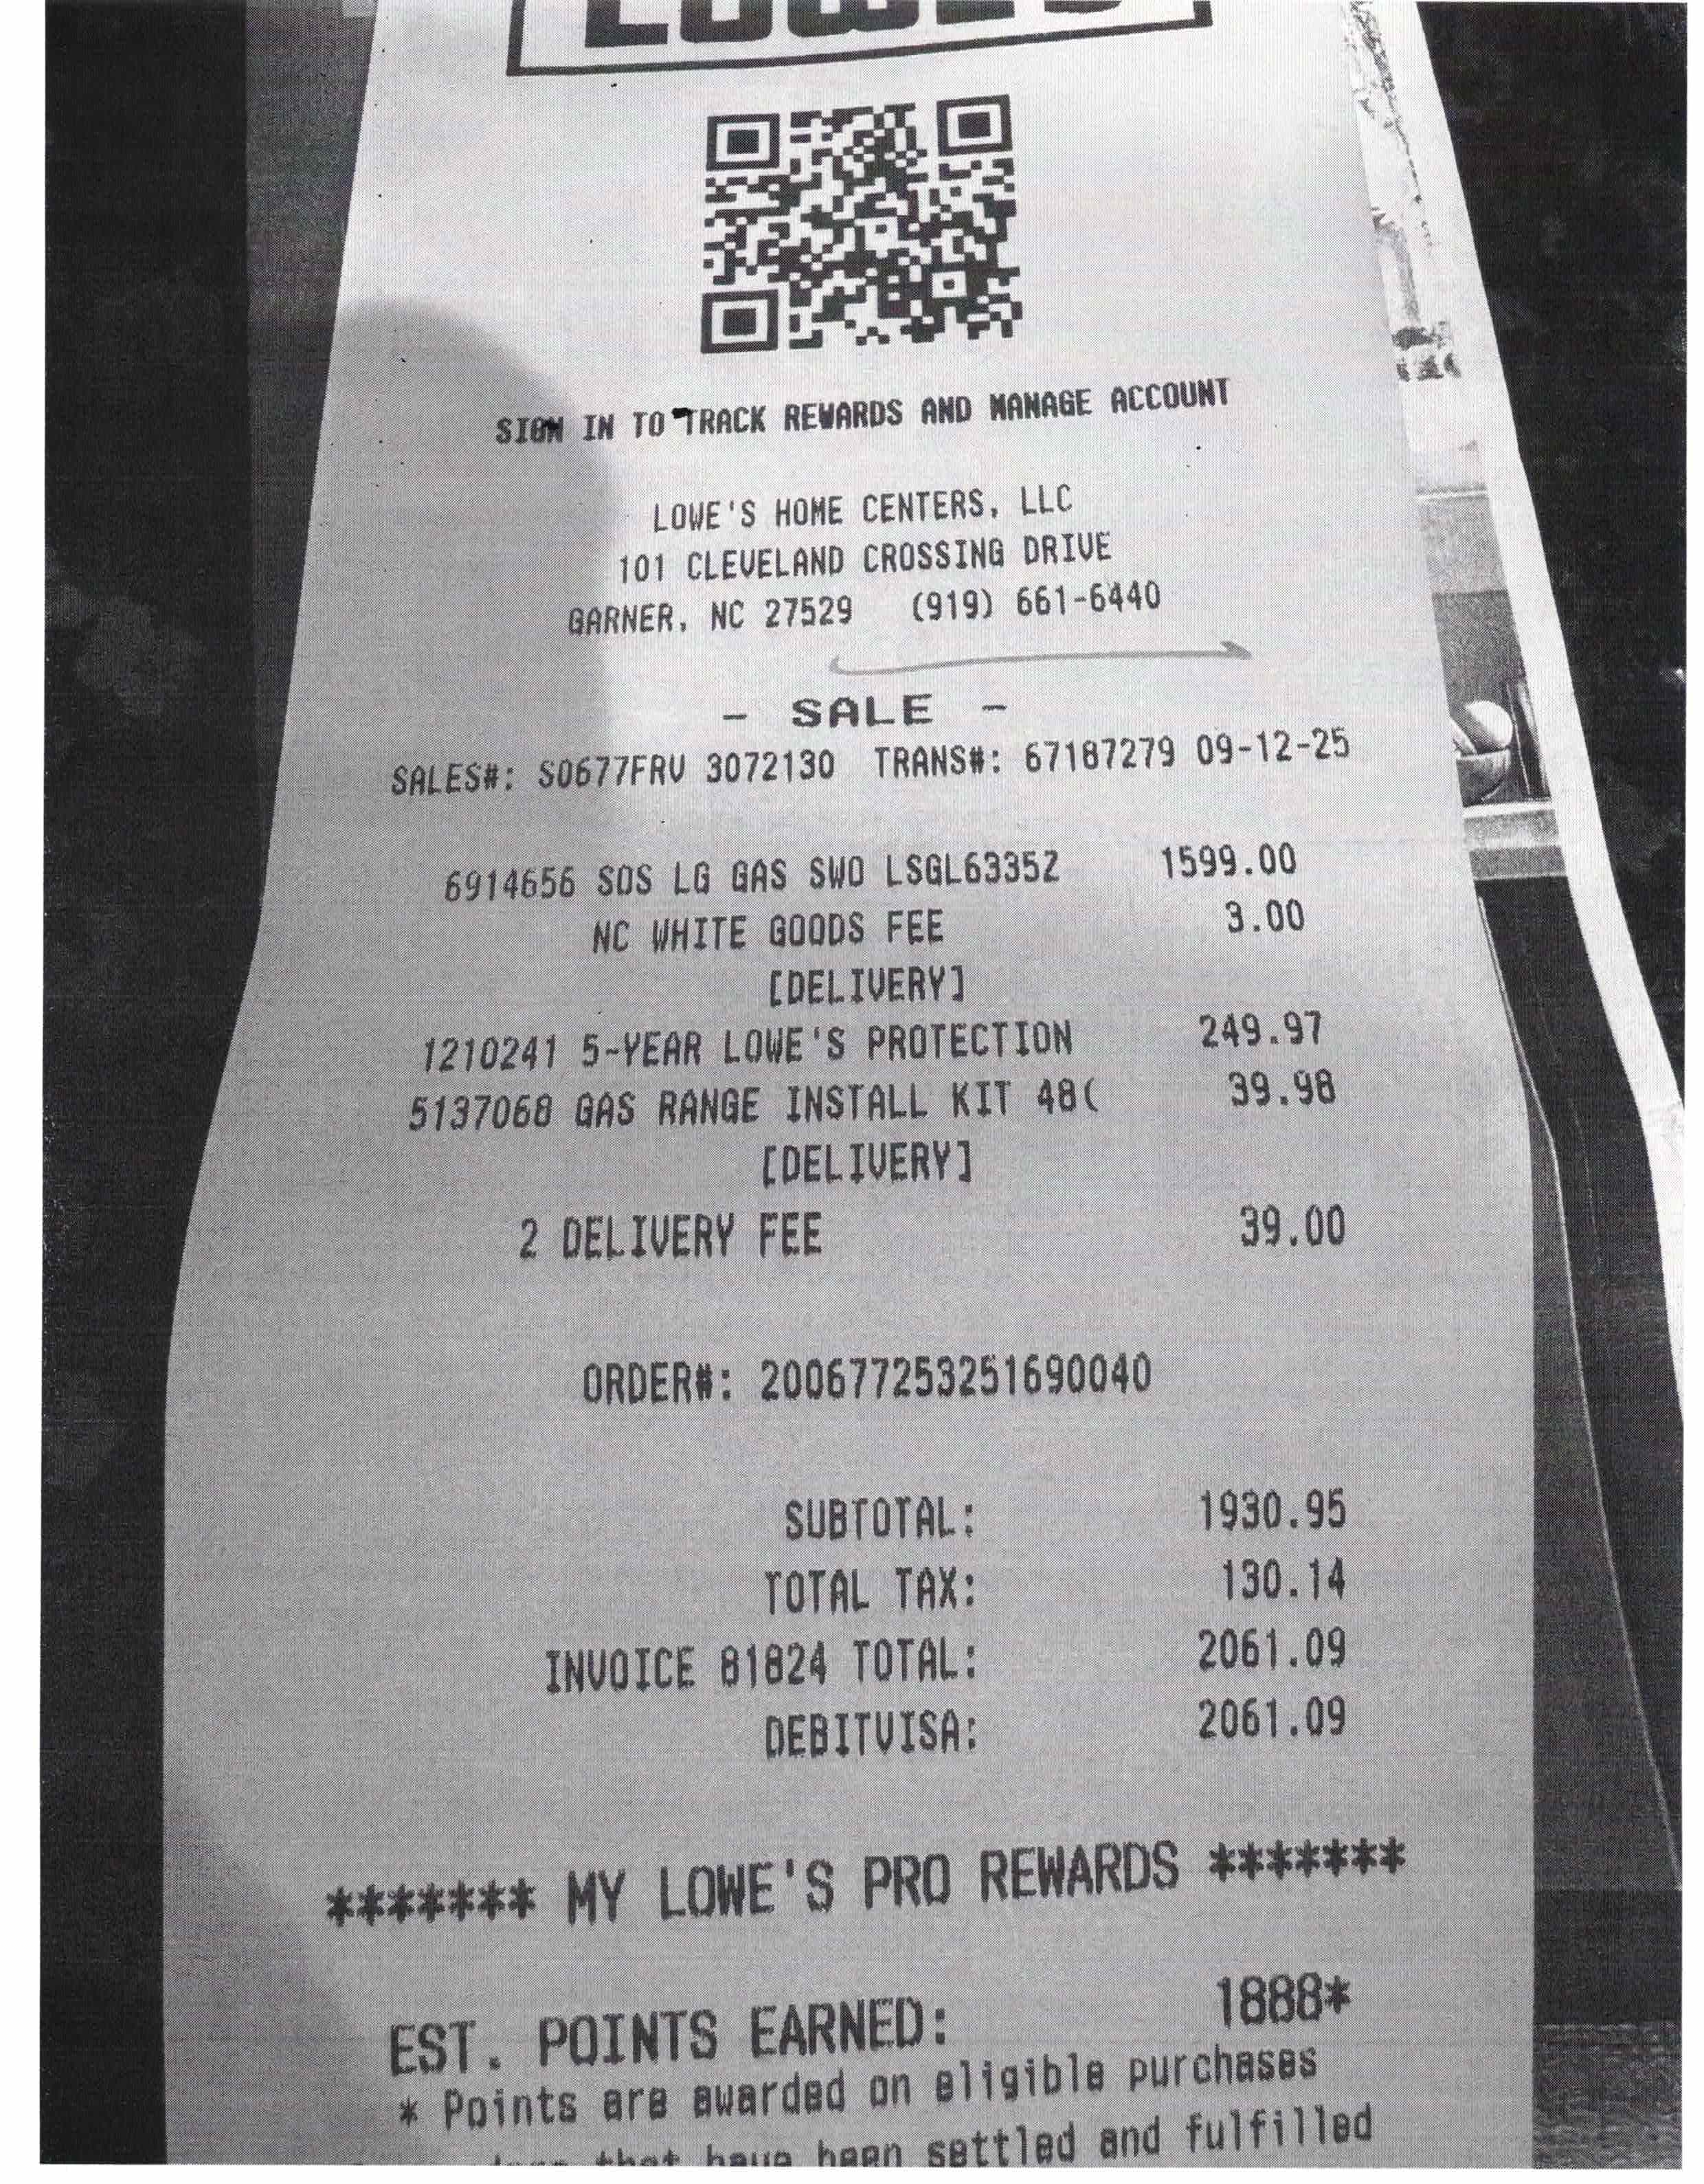 SIGN IN TO TRACK REWARDS AND MANAGE ACCOUNT
LOWE'S HOME CENTERS, LLC
101 CLEVELAND CROSSING DRIVE
GARNER, NC 27529 (919) 661-6440
- SALE -
SALES#: S0677FRV 3072130 TRANS#: 67187279 09-12-25
6914656 SOS LG GAS SWO LSGL6335Z 1599.00
NC WHITE GOODS FEE 3.00
[DELIVERY]
1210241 5-YEAR LOWE'S PROTECTION 249.97
5137068 GAS RANGE INSTALL KIT 48( 39.98
[DELIVERY]
2 DELIVERY FEE 39.00
ORDER#: 200677253251690040
SUBTOTAL: 1930.95
TOTAL TAX: 130.14
INVOICE 81824 TOTAL: 2061.09
DEBITVISA: 2061.09
******* MY LOWE'S PRO REWARDS *******
EST. POINTS EARNED: 1888*
* Points are awarded on eligible purchases
that have been settled and fulfilled